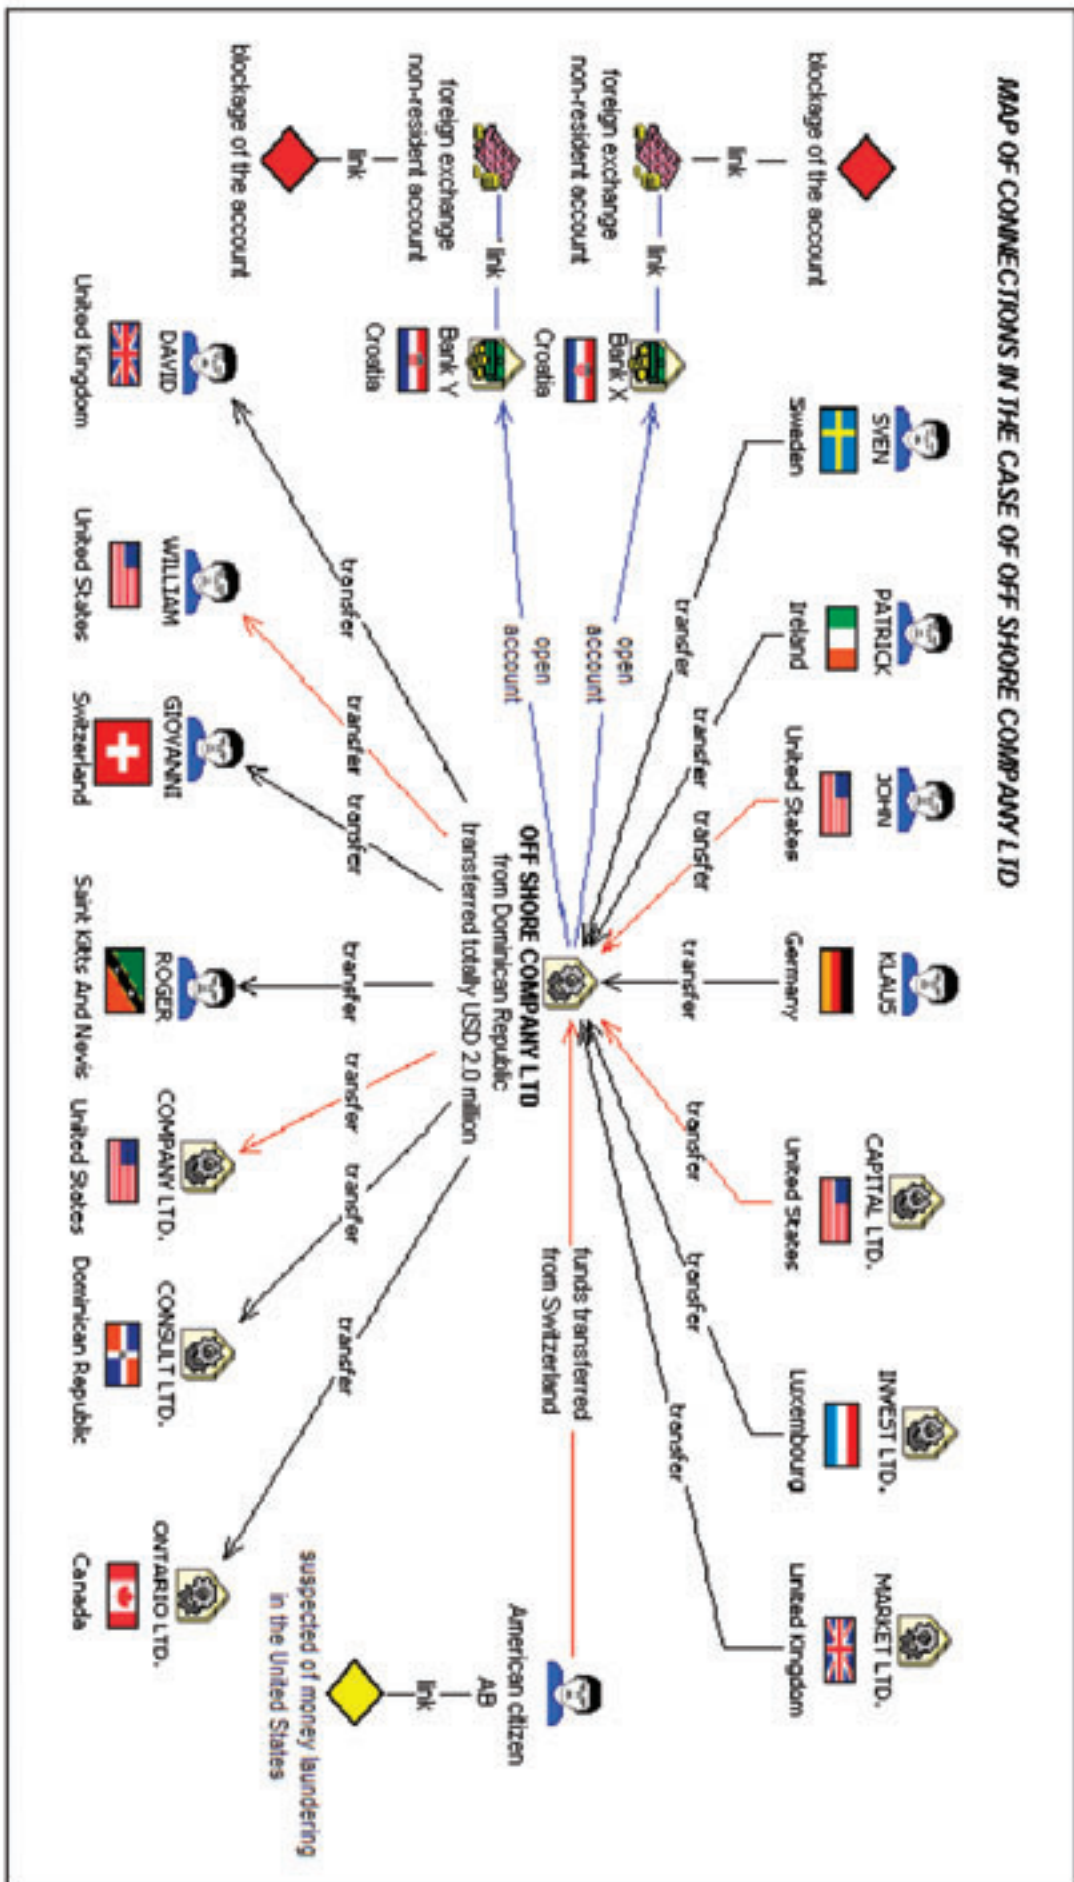 MAP OF CONNECTIONS IN THE CASE OF OFF SHORE COMPANY LTD
blockage of the account
link
foreign exchange
non-resident account
link
Bank X
Croatia
SVEN
Sweden
PATRICK
Ireland
JOHN
United States
KLAUS
Germany
CAPITAL LTD.
United States
INVEST LTD.
Luxembourg
MARKET LTD.
United Kingdom
transfer
transfer
transfer
transfer
transfer
transfer
transfer
open
account
open
account
foreign exchange
non-resident account
link
Bank Y
Croatia
link
blockage of the account
OFF SHORE COMPANY LTD
from Dominican Republic
transferred totally USD 2.0 million
funds transferred
from Switzerland
American citizen
AB
link
suspected of money laundering
in the United States
transfer
transfer
transfer
transfer
transfer
transfer
transfer
DAVID
United Kingdom
WILLIAM
United States
GIOVANNI
Switzerland
ROGER
Saint Kitts And Nevis
COMPANY LTD.
United States
CONSULT LTD.
Dominican Republic
ONTARIO LTD.
Canada